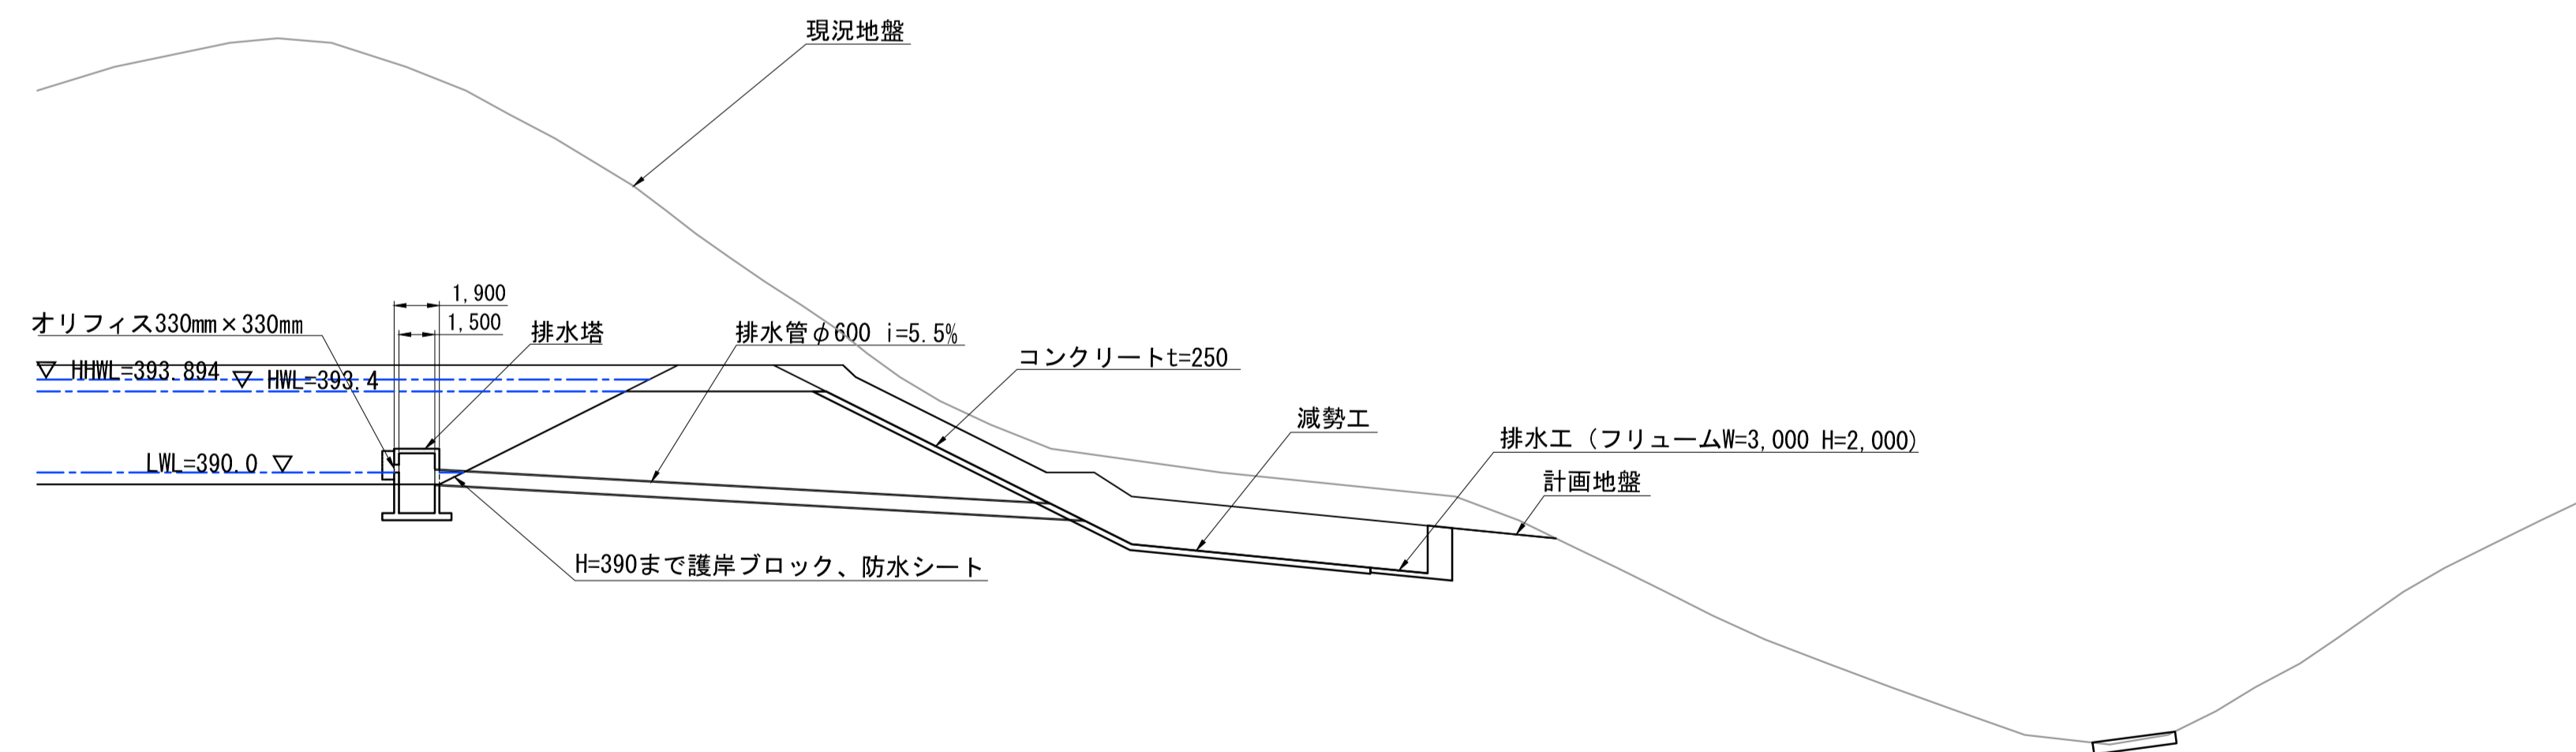 現況地盤
1,900
1,500
オリフィス330mm×330mm
排水塔
排水管φ600 i=5.5%
コンクリートt=250
▽ HHWL=393.894
▽ HWL=393.4
減勢工
排水工（フリュームW=3,000 H=2,000）
LWL=390.0 ▽
計画地盤
H=390まで護岸ブロック、防水シート